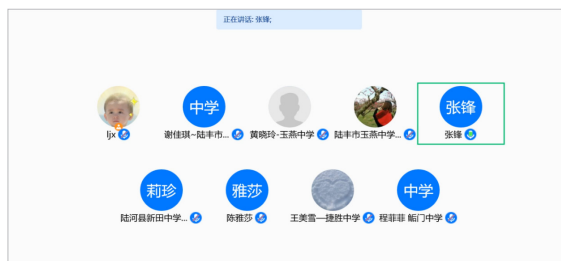 正在讲话: 张锋;
中学
张锋
ljx
谢佳琪~陆丰市...
黄晓玲-玉燕中学
陆丰市玉燕中学...
张锋
莉珍
雅莎
中学
陆河县新田中学...
陈雅莎
王美雪—捷胜中学
程菲菲 鲘门中学